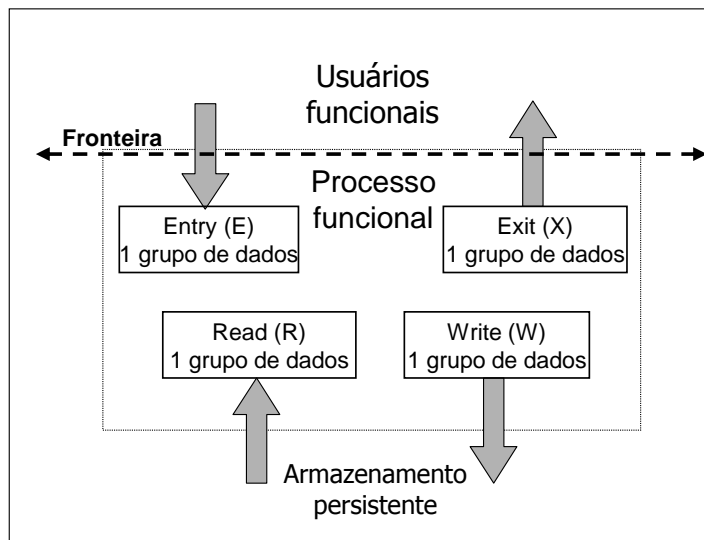 Usuários
funcionais
Fronteira
Processo
funcional
Entry (E)
1 grupo de dados
Exit (X)
1 grupo de dados
Read (R)
1 grupo de dados
Write (W)
1 grupo de dados
Armazenamento
persistente